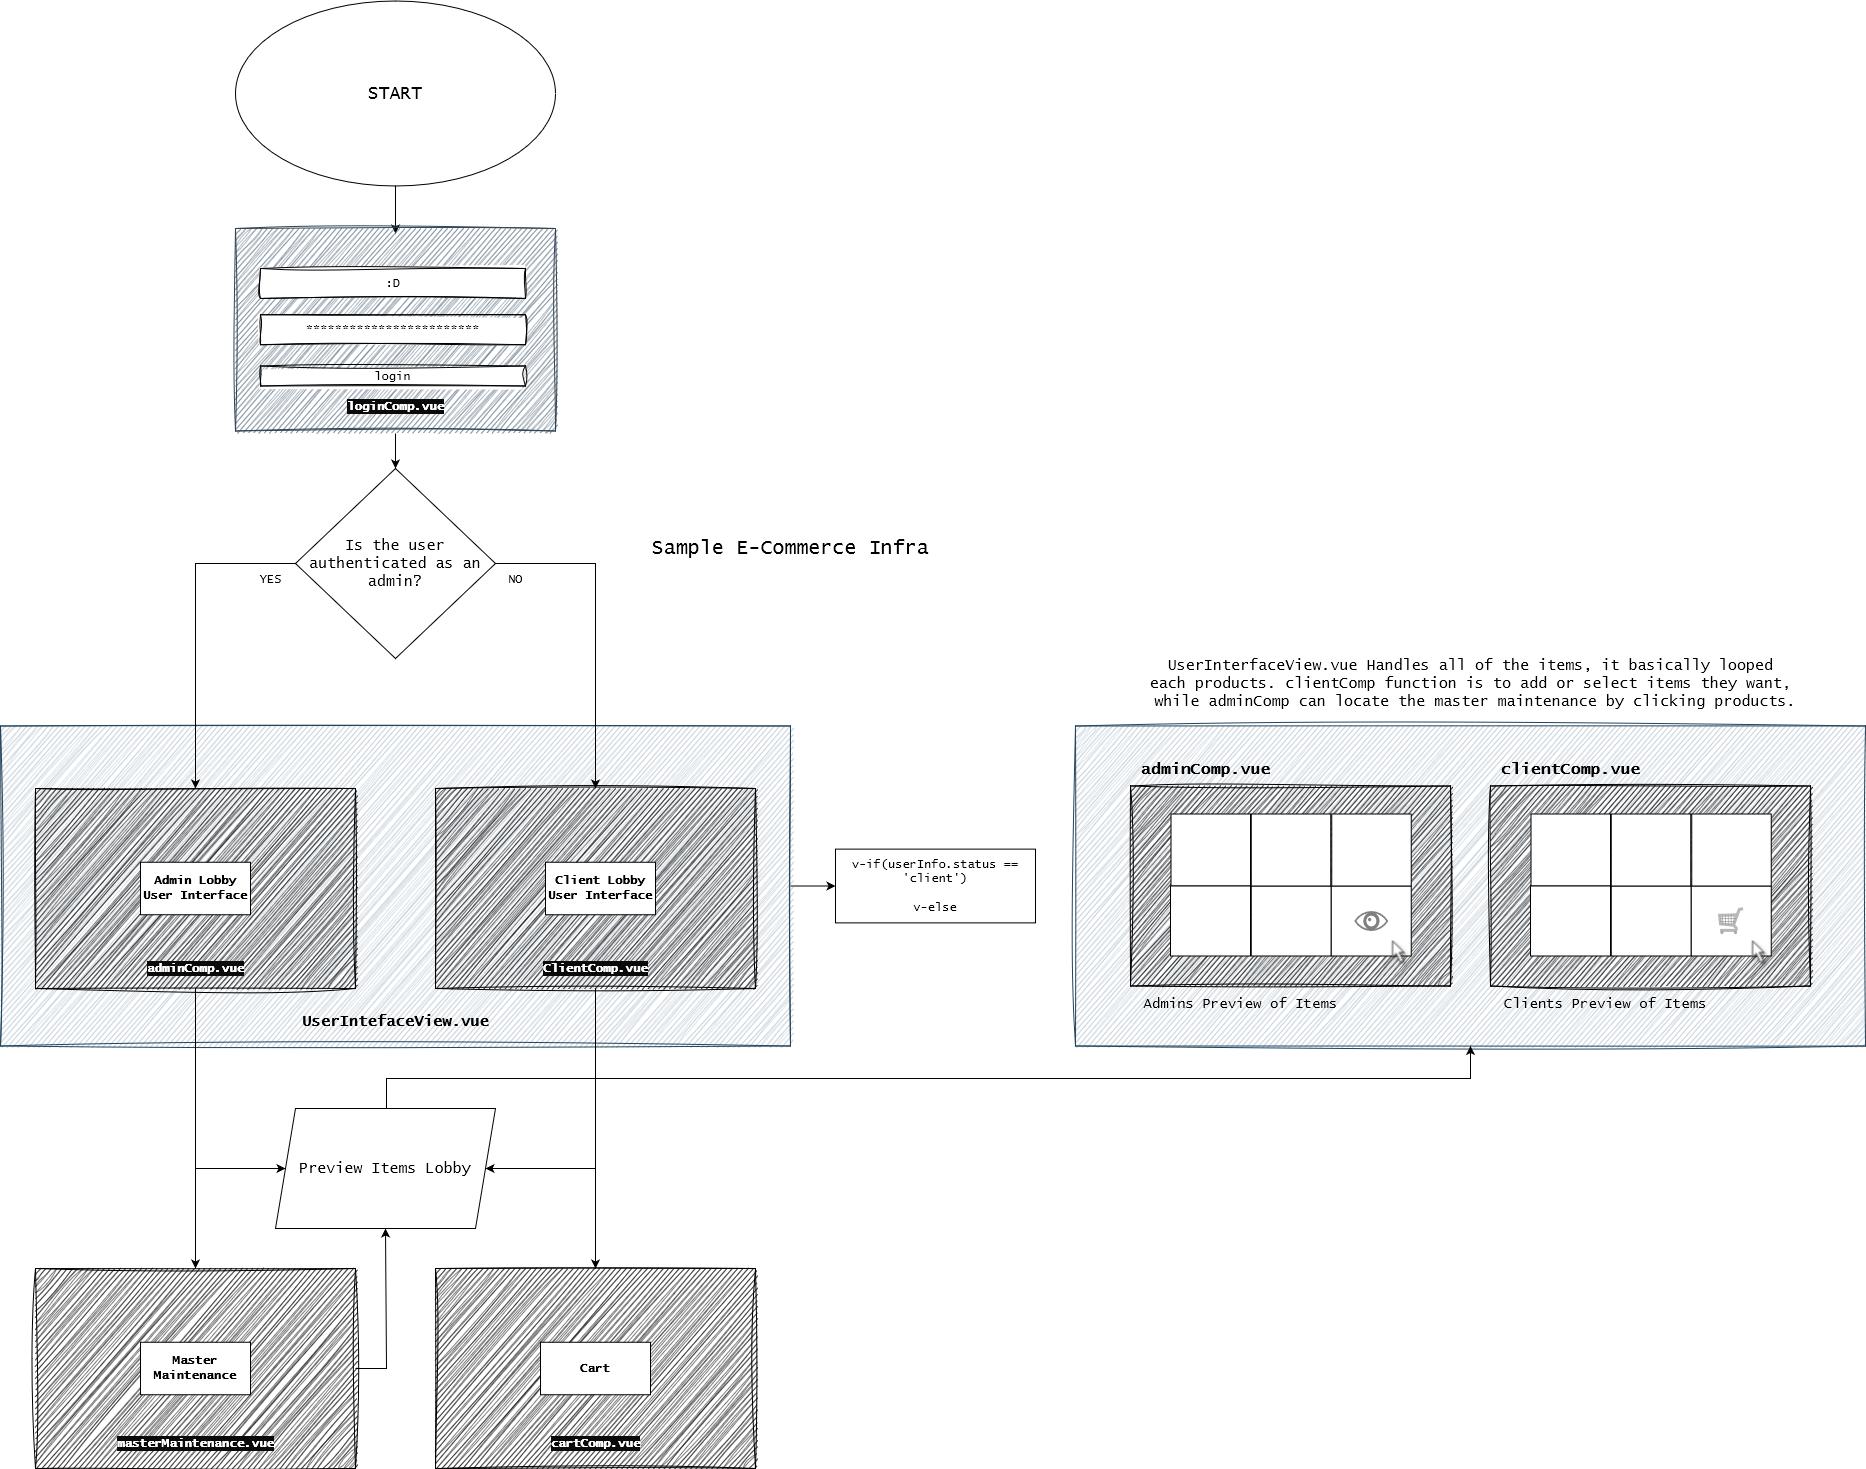 START
:D
************************
login
loginComp.vue
Is the user
authenticated as an
admin?
YES
NO
Sample E-Commerce Infra
UserInterfaceView.vue Handles all of the items, it basically looped
each products. clientComp function is to add or select items they want,
while adminComp can locate the master maintenance by clicking products.
Admin Lobby
User Interface
adminComp.vue
Client Lobby
User Interface
ClientComp.vue
UserIntefaceView.vue
v-if(userInfo.status ==
'client')
v-else
adminComp.vue
clientComp.vue
Admins Preview of Items
Clients Preview of Items
Preview Items Lobby
Master
Maintenance
masterMaintenance.vue
Cart
cartComp.vue